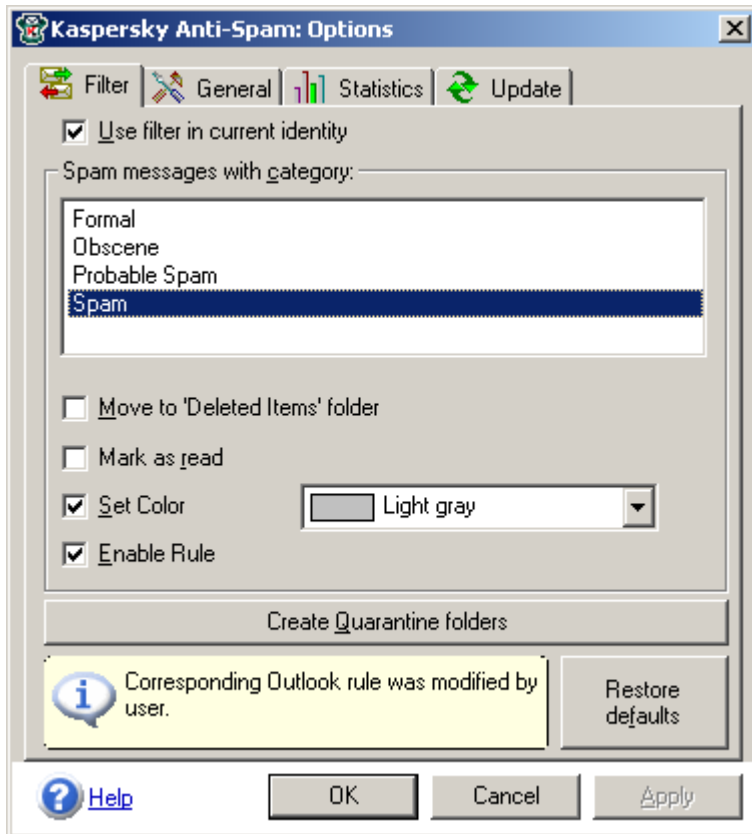 Kaspersky Anti-Spam: Options
Filter General Statistics Update
Use filter in current identity
Spam messages with category:
Formal
Obscene
Probable Spam
Spam
Move to 'Deleted Items' folder
Mark as read
Set Color Light gray
Enable Rule
Create Quarantine folders
Corresponding Outlook rule was modified by
user.
Restore
defaults
Help OK Cancel Apply